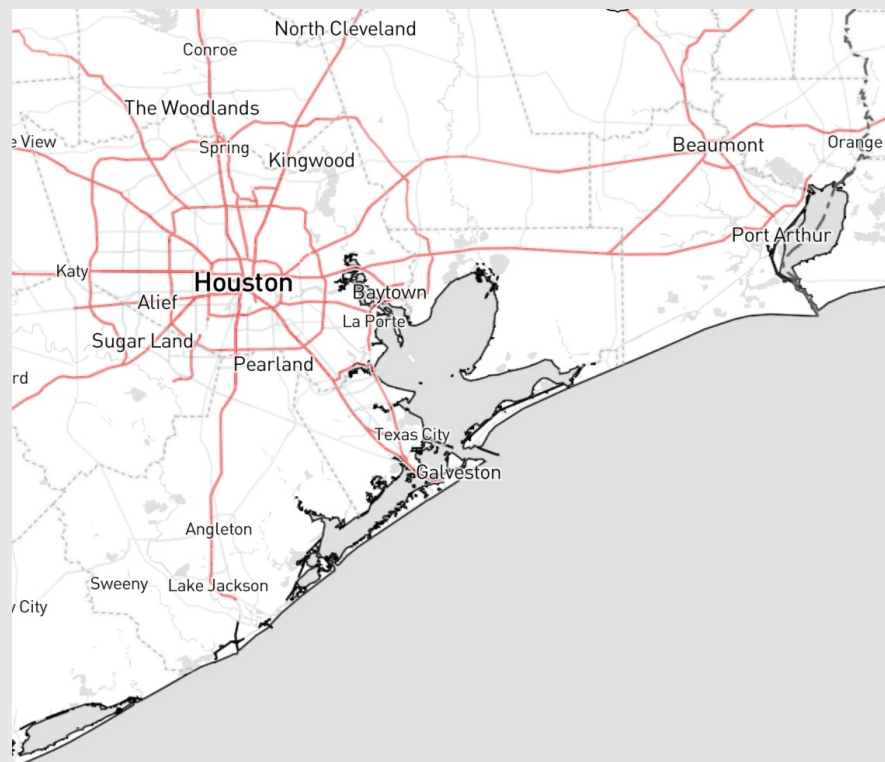 North Cleveland
Conroe
The Woodlands
e View
Spring
Kingwood
Beaumont
Orange
Port Arthur
Katy
Houston
Alief
Baytown
La Porte
Sugar Land
Pearland
rd
Texas City
Galveston
Angleton
Sweeny
Lake Jackson
y City